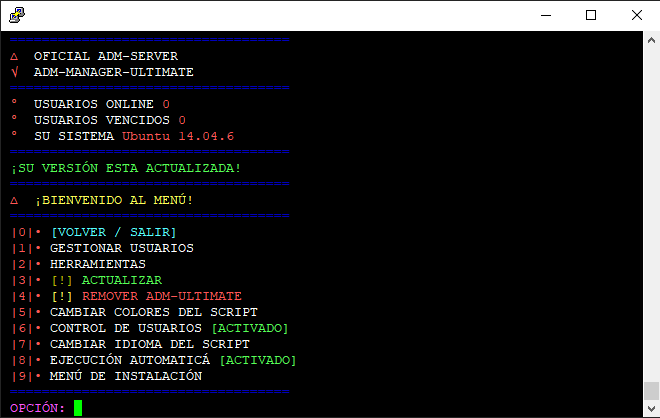 △ OFICIAL ADM-SERVER
√ ADM-MANAGER-ULTIMATE
° USUARIOS ONLINE 0
° USUARIOS VENCIDOS 0
° SU SISTEMA Ubuntu 14.04.6
¡SU VERSIÓN ESTA ACTUALIZADA!
△ ¡BIENVENIDO AL MENÚ!
|0|• [VOLVER / SALIR]
|1|• GESTIONAR USUARIOS
|2|• HERRAMIENTAS
|3|• [!] ACTUALIZAR
|4|• [!] REMOVER ADM-ULTIMATE
|5|• CAMBIAR COLORES DEL SCRIPT
|6|• CONTROL DE USUARIOS [ACTIVADO]
|7|• CAMBIAR IDIOMA DEL SCRIPT
|8|• EJECUCIÓN AUTOMATICÁ [ACTIVADO]
|9|• MENÚ DE INSTALACIÓN
OPCIÓN: